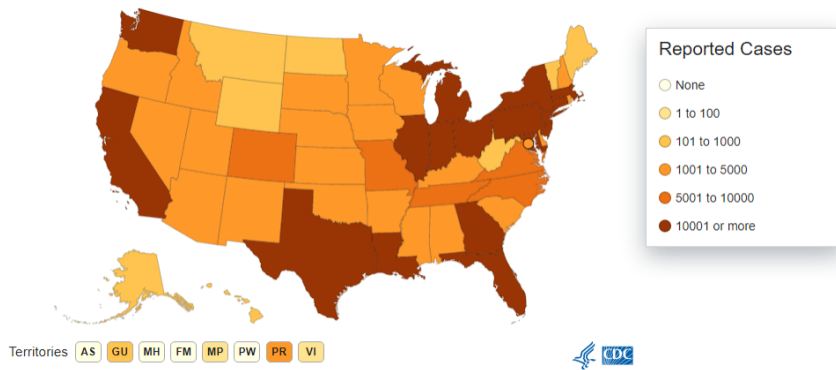 Reported Cases
None
1 to 100
101 to 1000
1001 to 5000
5001 to 10000
10001 or more
Territories AS GU MH FM MP PW PR VI
CDC